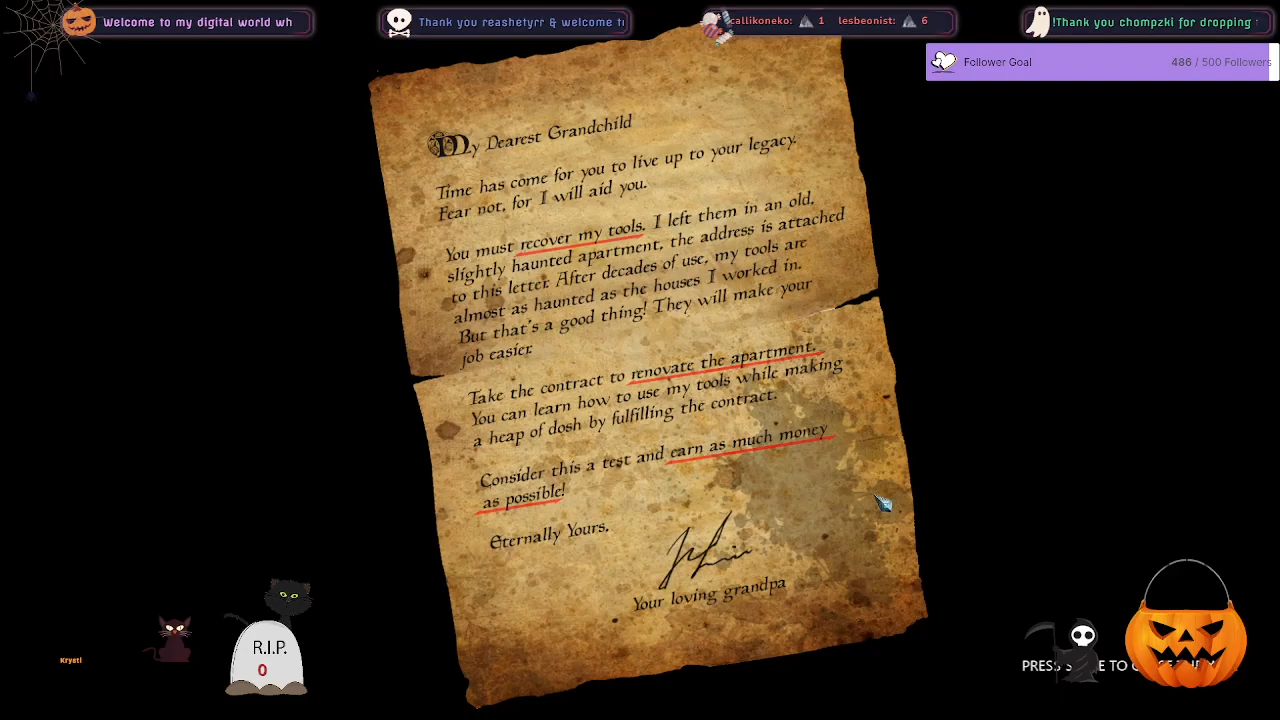 Welcome to my digital world wh
Thank you reashetyrr & welcome t
callikoneko: 1 lesbeonist: 6
!Thank you chompzki for dropping
Follower Goal
486 / 500 Followers
My Dearest Grandchild
Time has come for you to live up to your legacy.
Fear not, for I will aid you.
You must recover my tools. I left them in an old,
slightly haunted apartment, the address is attached
to this letter. After decades of use, my tools are
almost as haunted as the houses I worked in.
But that's a good thing! They will make your
job easier.
Take the contract to renovate the apartment.
You can learn how to use my tools while making
a heap of dosh by fulfilling the contract.
Consider this a test and earn as much money
as possible!
Eternally Yours,
Your loving grandpa
R.I.P.
0
Krysti
PRESS